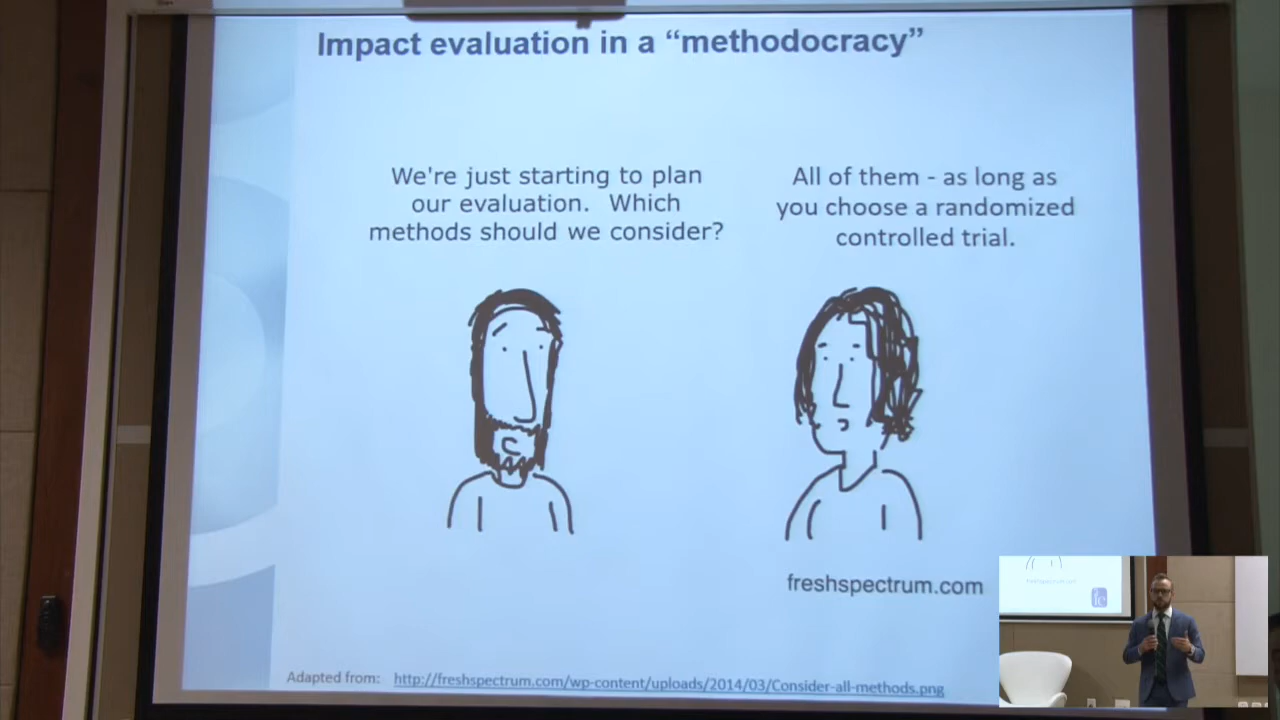 Impact evaluation in a “methodocracy”
We're just starting to plan
our evaluation. Which
methods should we consider?
All of them - as long as
you choose a randomized
controlled trial.
freshspectrum.com
Adapted from: http://freshspectrum.com/wp-content/uploads/2014/03/Consider-all-methods.png